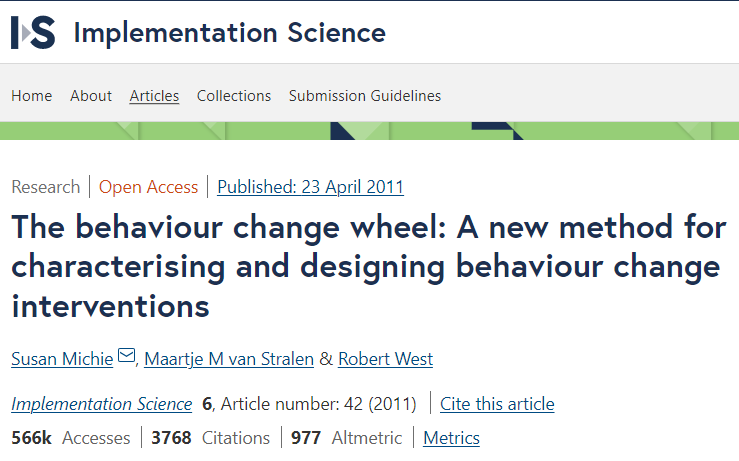 IS Implementation Science
Home About Articles Collections Submission Guidelines
Research | Open Access | Published: 23 April 2011
The behaviour change wheel: A new method for
characterising and designing behaviour change
interventions
Susan Michie, Maartje M van Stralen & Robert West
Implementation Science 6, Article number: 42 (2011) | Cite this article
566k Accesses | 3768 Citations | 977 Altmetric | Metrics